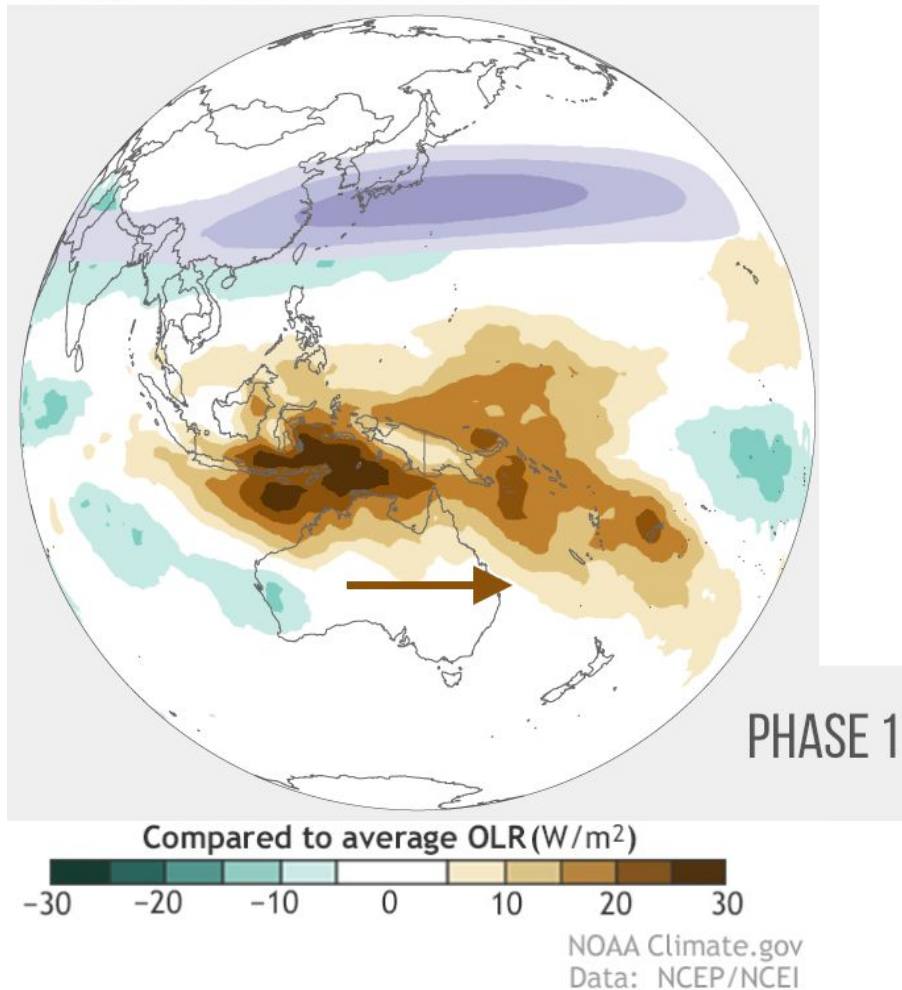 PHASE 1
Compared to average OLR (W/m²)
−30 −20 −10 0 10 20 30
NOAA Climate.gov
Data: NCEP/NCEI